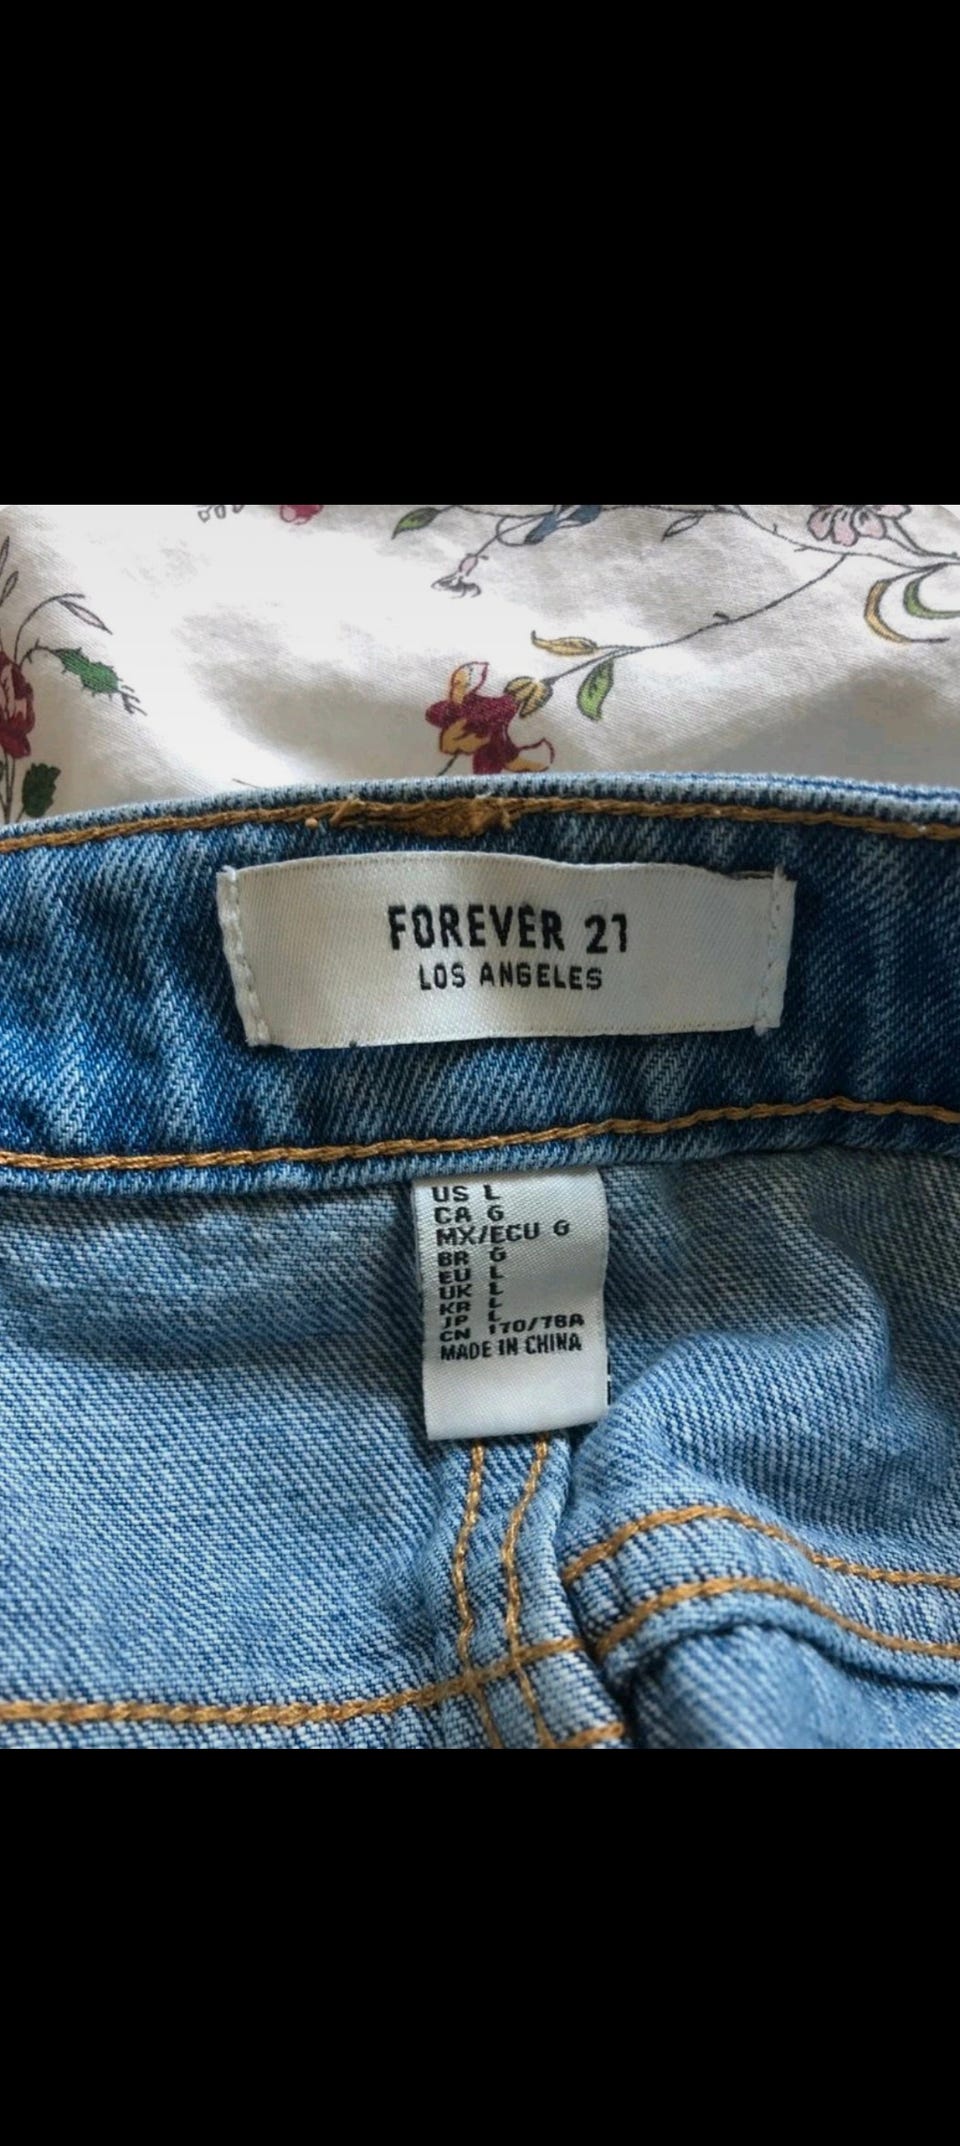 FOREVER 21
LOS ANGELES
US L
CA G
MX/ECU G
BR G
EU L
UK L
KR L
JP L
CN 170/78A
MADE IN CHINA